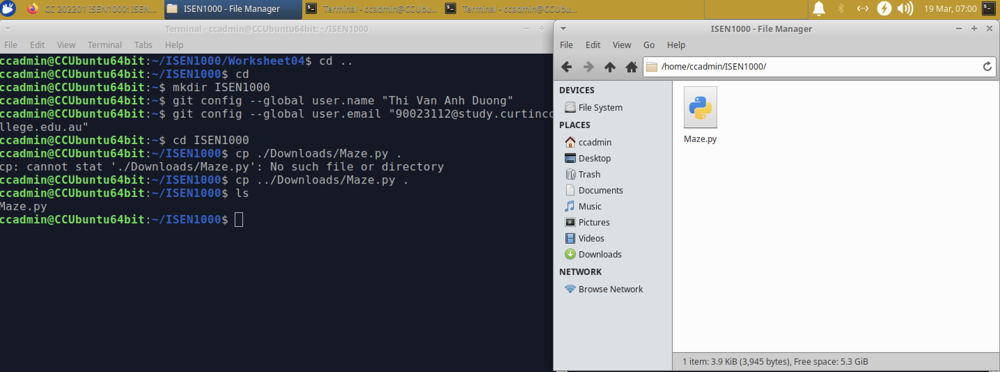 CC 202201 ISEN1000: ISEN...
ISEN1000 - File Manager
Terminal - ccadmin@CCUbu...
Terminal - ccadmin@CCUbu...
19 Mar, 07:00
Terminal - ccadmin@CCUbuntu64bit: ~/ISEN1000
File Edit View Terminal Tabs Help
ccadmin@CCUbuntu64bit:~/ISEN1000/Worksheet04$ cd ..
ccadmin@CCUbuntu64bit:~/ISEN1000$ cd
ccadmin@CCUbuntu64bit:~$ mkdir ISEN1000
ccadmin@CCUbuntu64bit:~$ git config --global user.name "Thi Van Anh Duong"
ccadmin@CCUbuntu64bit:~$ git config --global user.email "90023112@study.curtinco
llege.edu.au"
ccadmin@CCUbuntu64bit:~$ cd ISEN1000
ccadmin@CCUbuntu64bit:~/ISEN1000$ cp ./Downloads/Maze.py .
cp: cannot stat './Downloads/Maze.py': No such file or directory
ccadmin@CCUbuntu64bit:~/ISEN1000$ cp ../Downloads/Maze.py .
ccadmin@CCUbuntu64bit:~/ISEN1000$ ls
Maze.py
ccadmin@CCUbuntu64bit:~/ISEN1000$
ISEN1000 - File Manager
File Edit View Go Help
/home/ccadmin/ISEN1000/
DEVICES
File System
PLACES
ccadmin
Desktop
Trash
Documents
Music
Pictures
Videos
Downloads
NETWORK
Browse Network
Maze.py
1 item: 3.9 KiB (3,945 bytes), Free space: 5.3 GiB